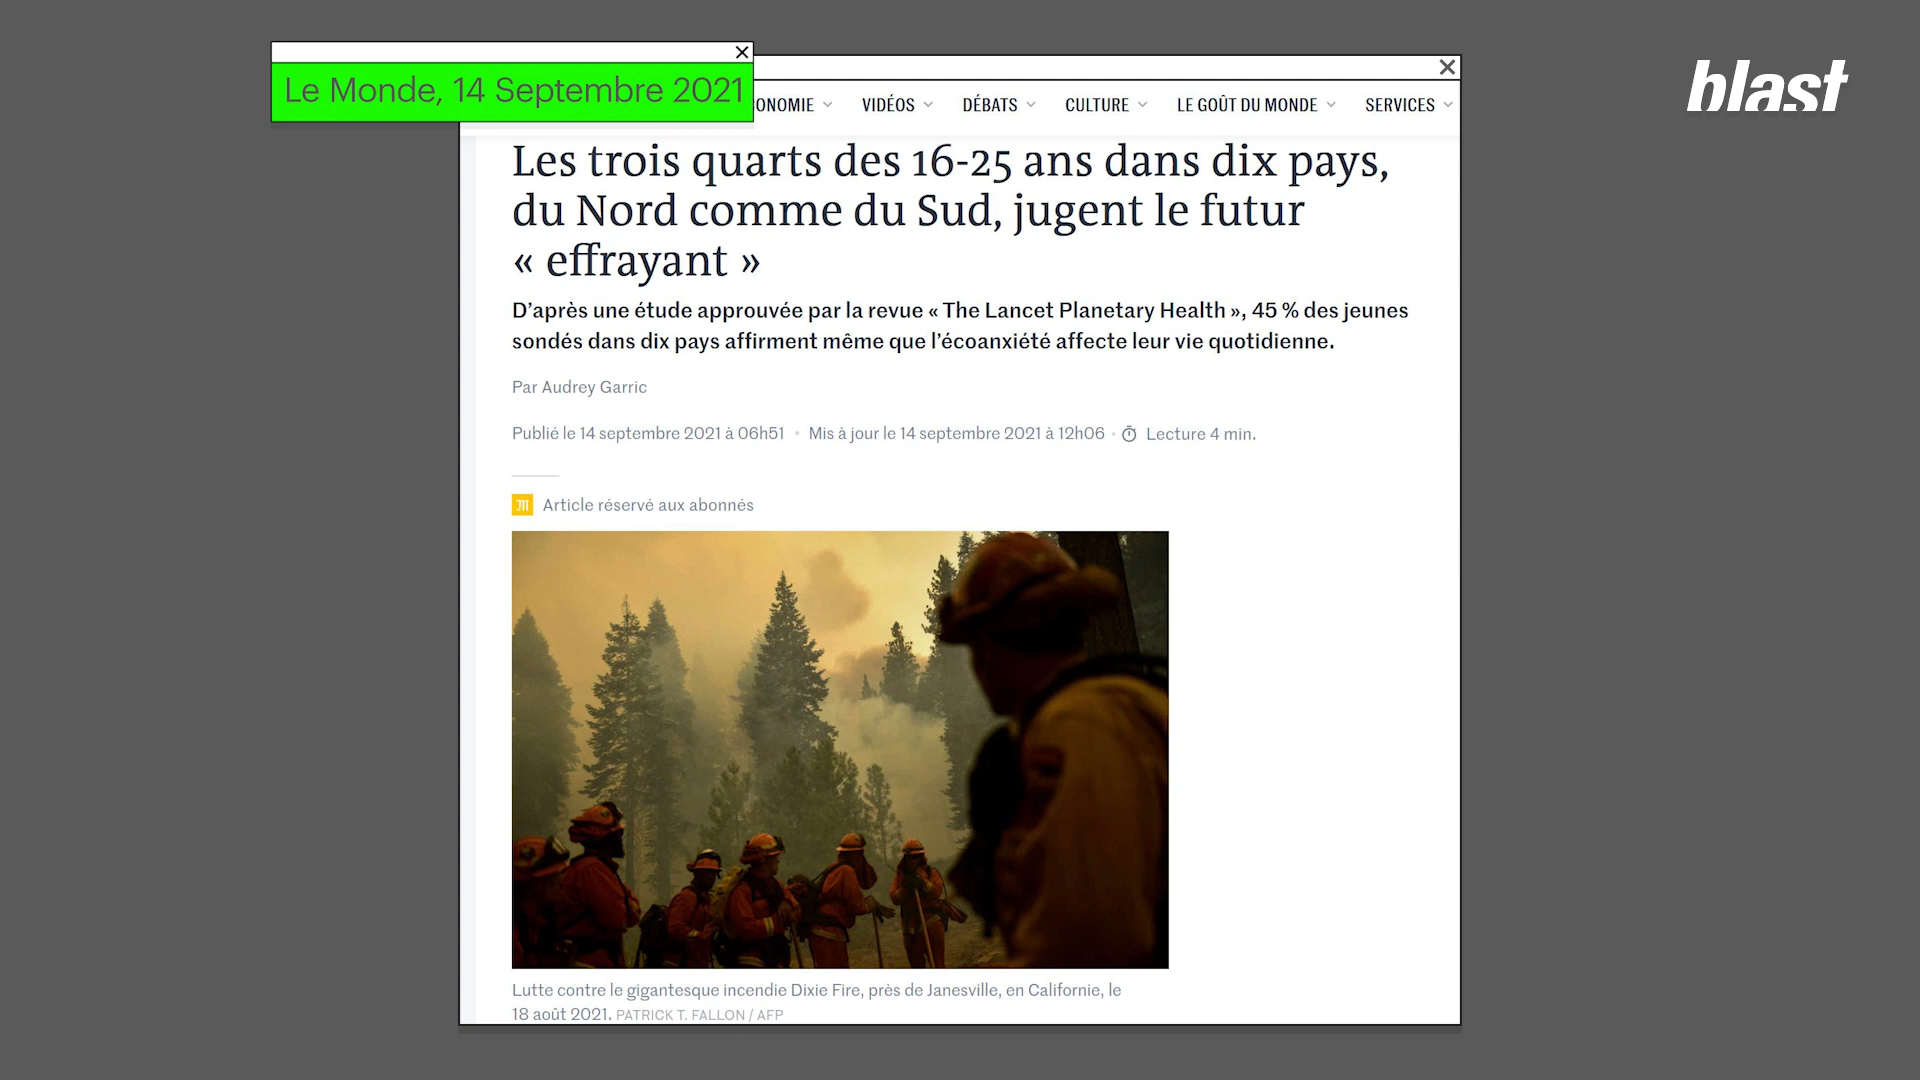 Le Monde, 14 Septembre 2021
blast
VIDÉOS DÉBATS CULTURE LE GOÛT DU MONDE SERVICES
Les trois quarts des 16-25 ans dans dix pays,
du Nord comme du Sud, jugent le futur
« effrayant »
D’après une étude approuvée par la revue « The Lancet Planetary Health », 45 % des jeunes
sondés dans dix pays affirment même que l’écoanxiété affecte leur vie quotidienne.
Par Audrey Garric
Publié le 14 septembre 2021 à 06h51 • Mis à jour le 14 septembre 2021 à 12h06 • Lecture 4 min.
Article réservé aux abonnés
Lutte contre le gigantesque incendie Dixie Fire, près de Janesville, en Californie, le
18 août 2021. PATRICK T. FALLON / AFP